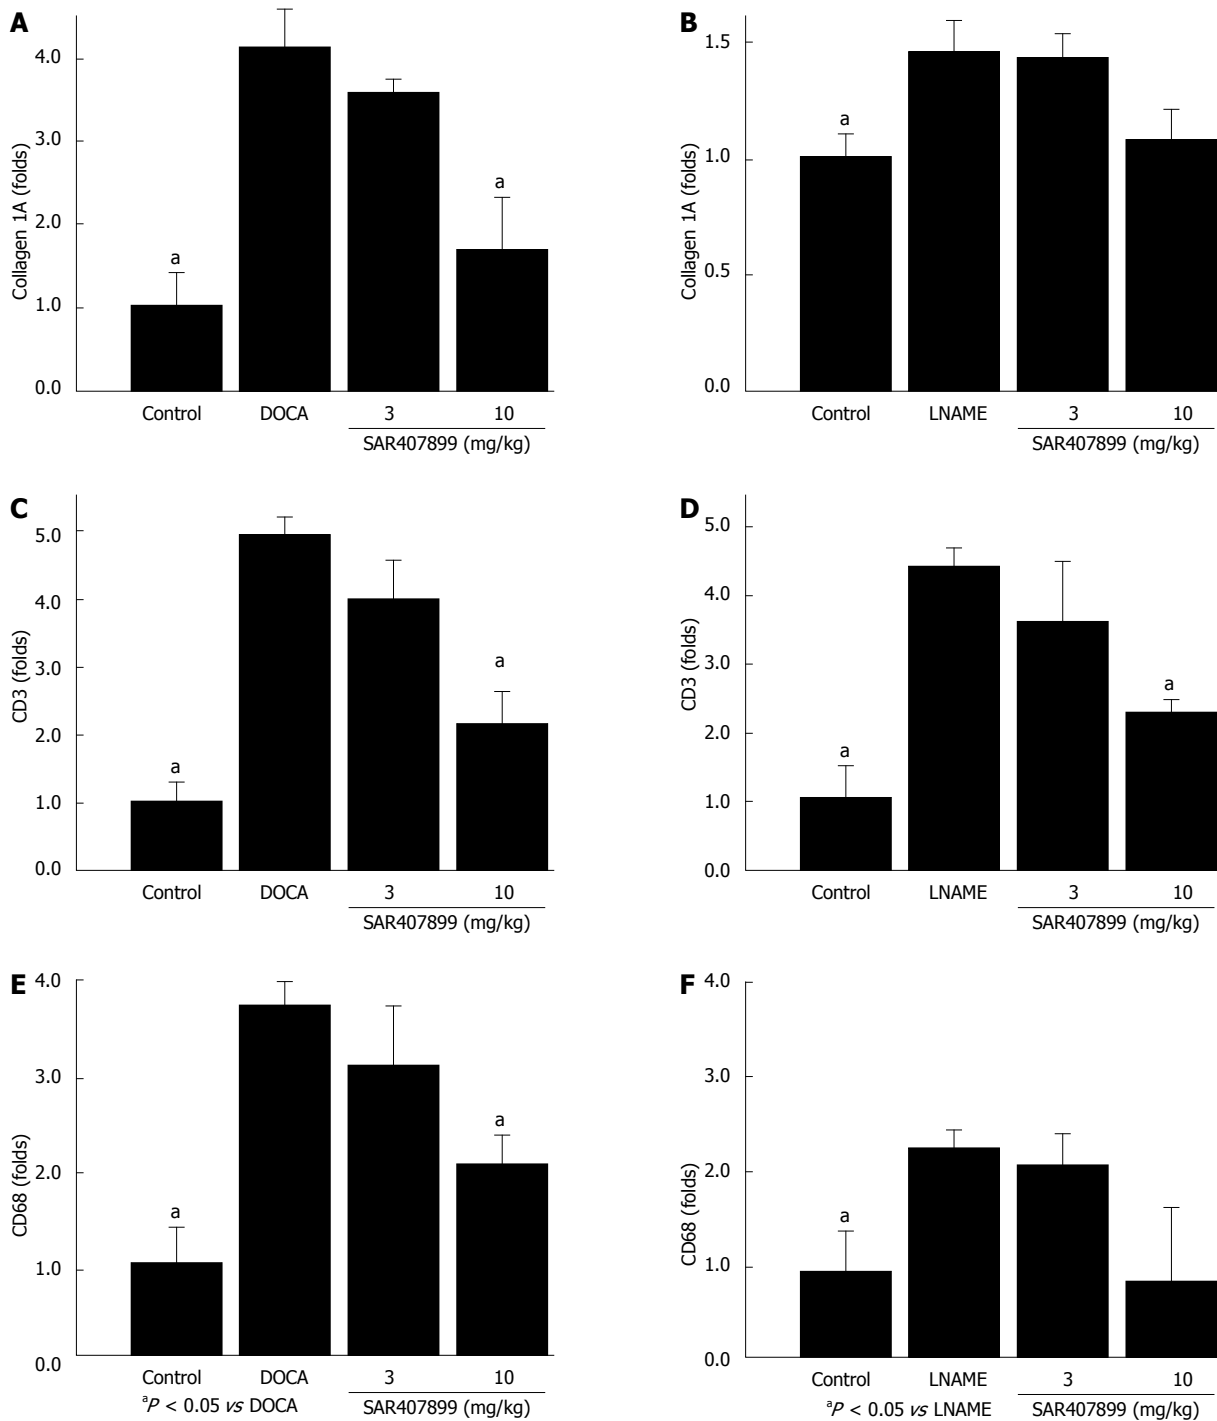 A
Collagen 1A (folds)
4.0
3.0
2.0
1.0
0.0
a
a
Control DOCA 3 10
SAR407899 (mg/kg)
B
Collagen 1A (folds)
1.5
1.0
0.5
0.0
a
Control LNAME 3 10
SAR407899 (mg/kg)
C
CD3 (folds)
5.0
4.0
3.0
2.0
1.0
0.0
a
a
Control DOCA 3 10
SAR407899 (mg/kg)
D
CD3 (folds)
5.0
4.0
3.0
2.0
1.0
0.0
a
a
Control LNAME 3 10
SAR407899 (mg/kg)
E
CD68 (folds)
4.0
3.0
2.0
1.0
0.0
a
a
Control DOCA 3 10
ᵃP < 0.05 vs DOCA SAR407899 (mg/kg)
F
CD68 (folds)
4.0
3.0
2.0
1.0
0.0
a
Control LNAME 3 10
ᵃP < 0.05 vs LNAME SAR407899 (mg/kg)